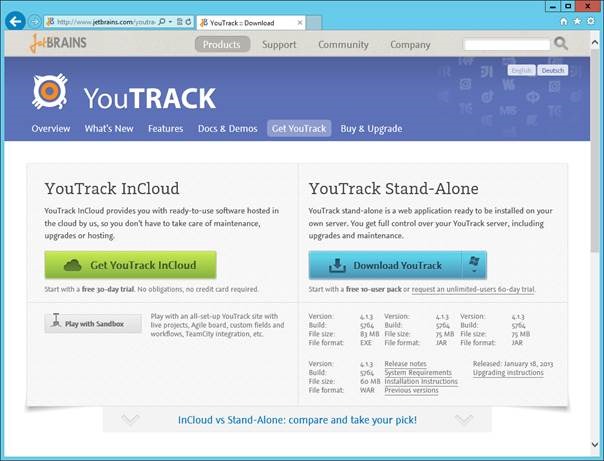 http://www.jetbrains.com/youtrac
YouTrack :: Download
JETBRAINS
Products
Support
Community
Company
English
Deutsch
YouTRACK
Overview
What's New
Features
Docs & Demos
Get YouTrack
Buy & Upgrade
YouTrack InCloud
YouTrack InCloud provides you with ready-to-use software hosted
in the cloud by us, so you don't have to take care of maintenance,
upgrades or hosting.
Get YouTrack InCloud
Start with a free 30-day trial. No obligations, no credit card required.
Play with Sandbox
Play with an all-set-up YouTrack site with
live projects, Agile board, custom fields and
workflows, TeamCity integration, etc.
YouTrack Stand-Alone
YouTrack stand-alone is a web application ready to be installed on your
own server. You get full control over your YouTrack server, including
upgrades and maintenance.
Download YouTrack
Start with a free 10-user pack or request an unlimited-users 60-day trial.
Version: 4.1.3 Version: 4.1.3 Version: 4.1.3
Build: 5764 Build: 5764 Build: 5764
File size: 83 MB File size: 75 MB File size: 75 MB
File format: EXE File format: JAR File format: JAR
Version: 4.1.3 Release notes Released: January 18, 2013
Build: 5764 System Requirements Upgrading instructions
File size: 60 MB Installation Instructions
File format: WAR Previous versions
InCloud vs Stand-Alone: compare and take your pick!